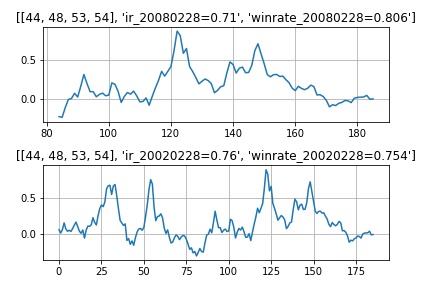 [[44, 48, 53, 54], 'ir_20080228=0.71', 'winrate_20080228=0.806']
0.5
0.0
80 100 120 140 160 180
[[44, 48, 53, 54], 'ir_20020228=0.76', 'winrate_20020228=0.754']
0.5
0.0
0 25 50 75 100 125 150 175